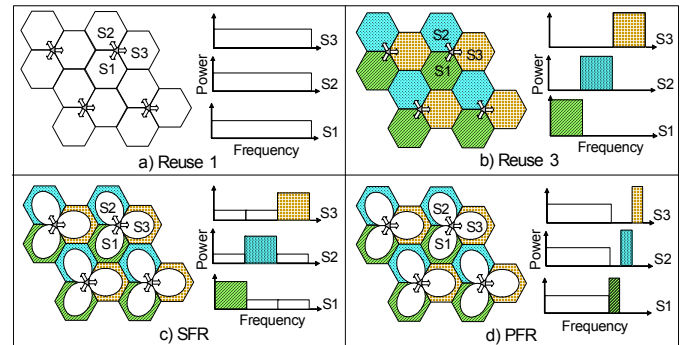 S2
S3
S1
Power
S3
S2
S1
Frequency
a) Reuse 1
S2
S3
S1
Power
S3
S2
S1
Frequency
b) Reuse 3
S2
S3
S1
Power
S3
S2
S1
Frequency
c) SFR
S2
S3
S1
Power
S3
S2
S1
Frequency
d) PFR